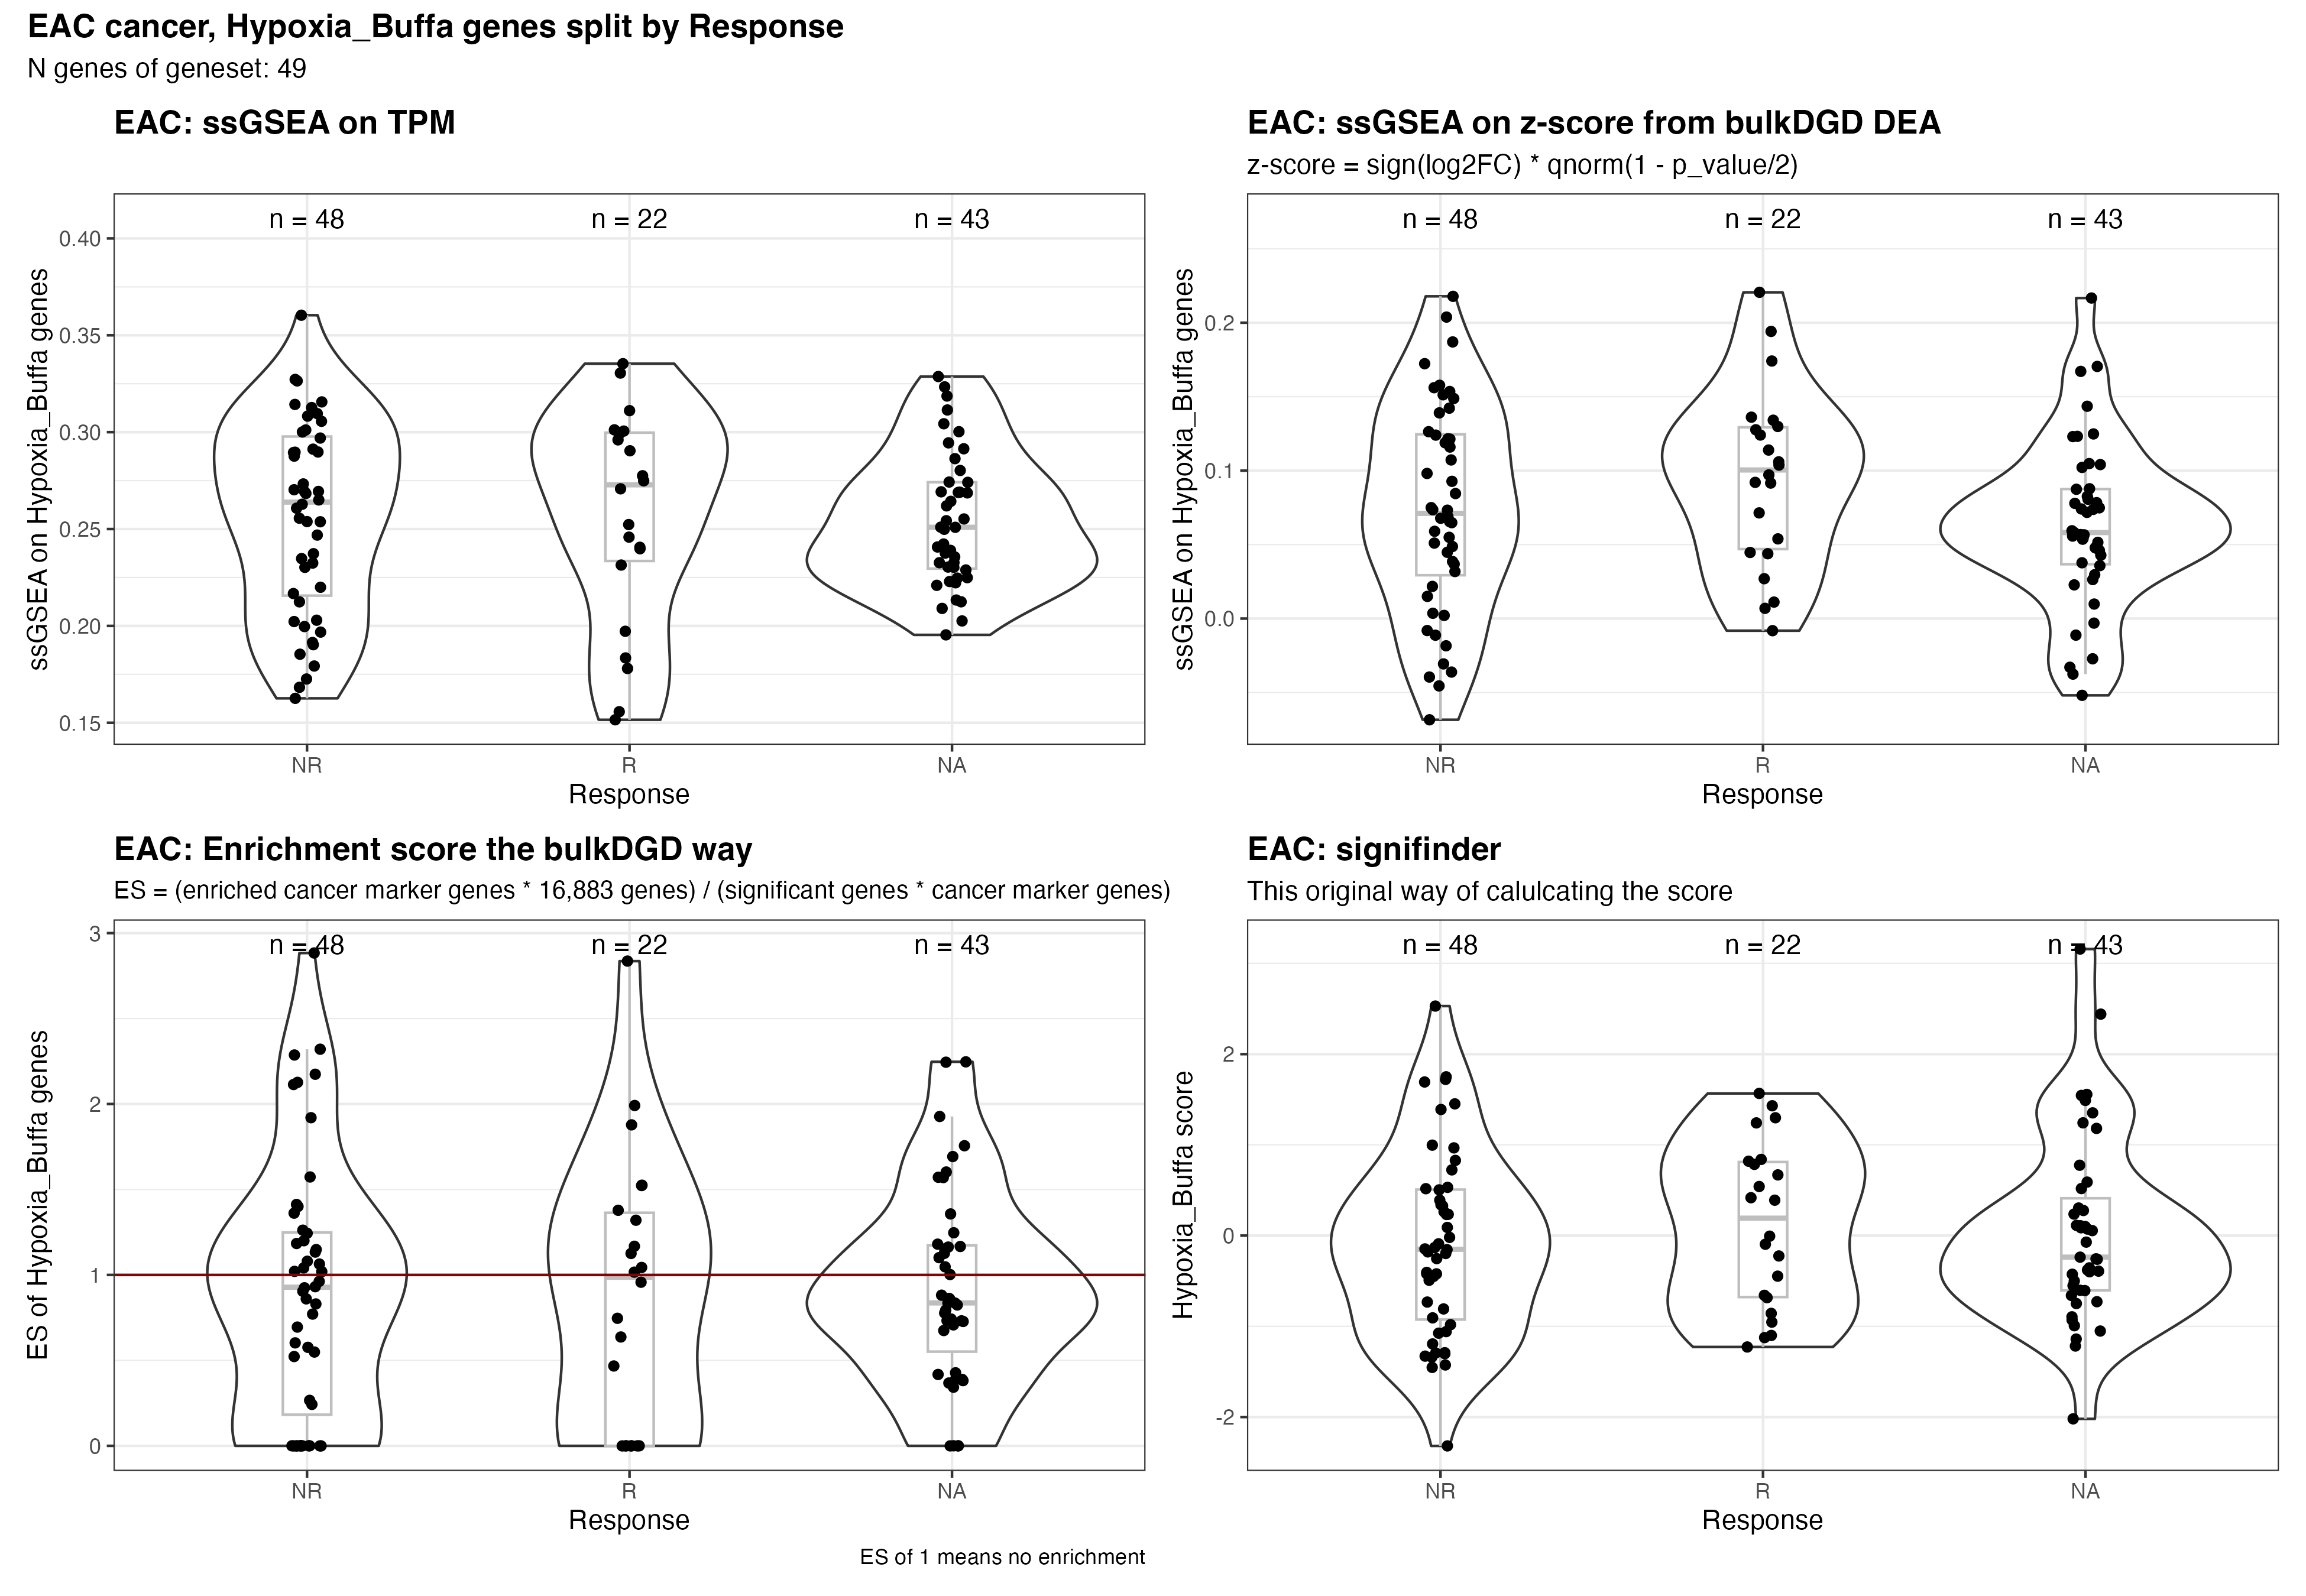 EAC cancer, Hypoxia_Buffa genes split by Response
N genes of geneset: 49
EAC: ssGSEA on TPM
n = 48
n = 22
n = 43
ssGSEA on Hypoxia_Buffa genes
0.40
0.35
0.30
0.25
0.20
0.15
NR
R
NA
Response
EAC: ssGSEA on z-score from bulkDGD DEA
z-score = sign(log2FC) * qnorm(1 - p_value/2)
n = 48
n = 22
n = 43
ssGSEA on Hypoxia_Buffa genes
0.2
0.1
0.0
NR
R
NA
Response
EAC: Enrichment score the bulkDGD way
ES = (enriched cancer marker genes * 16,883 genes) / (significant genes * cancer marker genes)
n = 48
n = 22
n = 43
ES of Hypoxia_Buffa genes
3
2
1
0
NR
R
NA
Response
ES of 1 means no enrichment
EAC: signifinder
This original way of calulcating the score
n = 48
n = 22
n = 43
Hypoxia_Buffa score
2
0
-2
NR
R
NA
Response